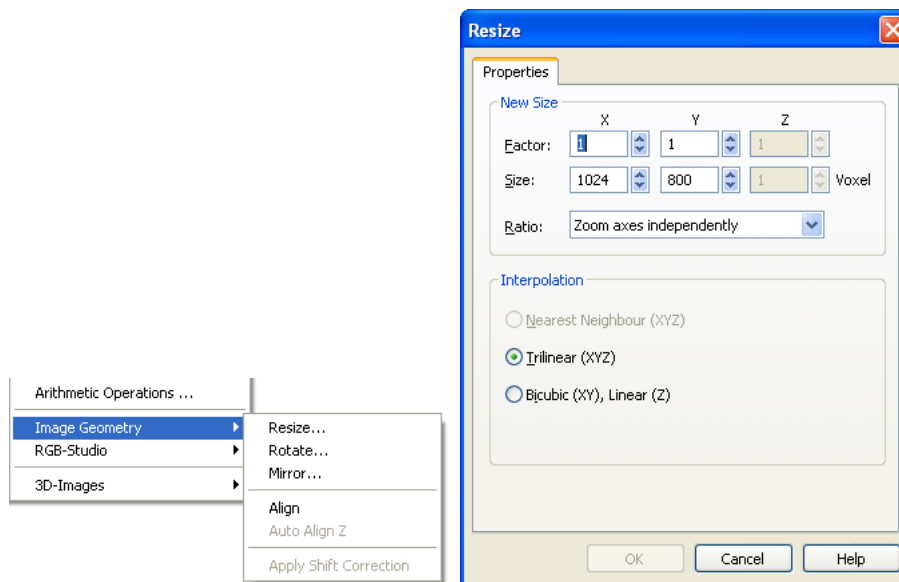 Arithmetic Operations ...
Image Geometry
RGB-Studio
3D-Images
Resize...
Rotate...
Mirror...
Align
Auto Align Z
Apply Shift Correction
Resize
Properties
New Size
X Y Z
Factor: 1 1 1
Size: 1024 800 1 Voxel
Ratio: Zoom axes independently
Interpolation
Nearest Neighbour (XYZ)
Trilinear (XYZ)
Bicubic (XY), Linear (Z)
OK Cancel Help